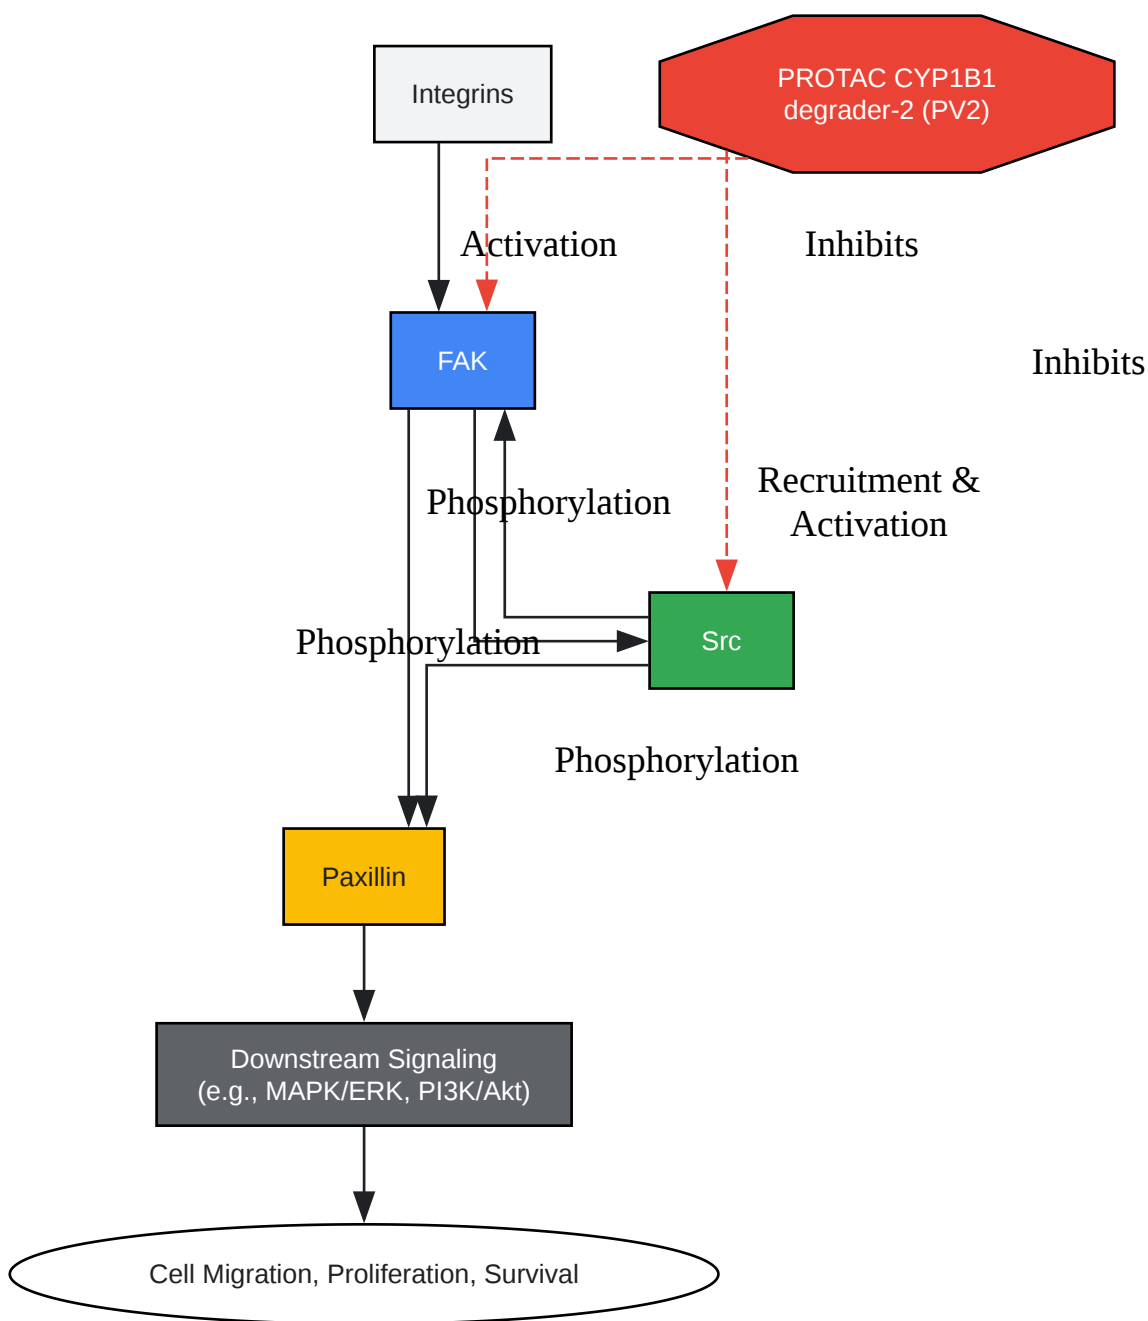 PROTAC CYP1B1
degrader-2 (PV2)
Integrins
Activation
Inhibits
FAK
Inhibits
Recruitment &
Activation
Phosphorylation
Src
Phosphorylation
Phosphorylation
Paxillin
Downstream Signaling
(e.g., MAPK/ERK, PI3K/Akt)
Cell Migration, Proliferation, Survival